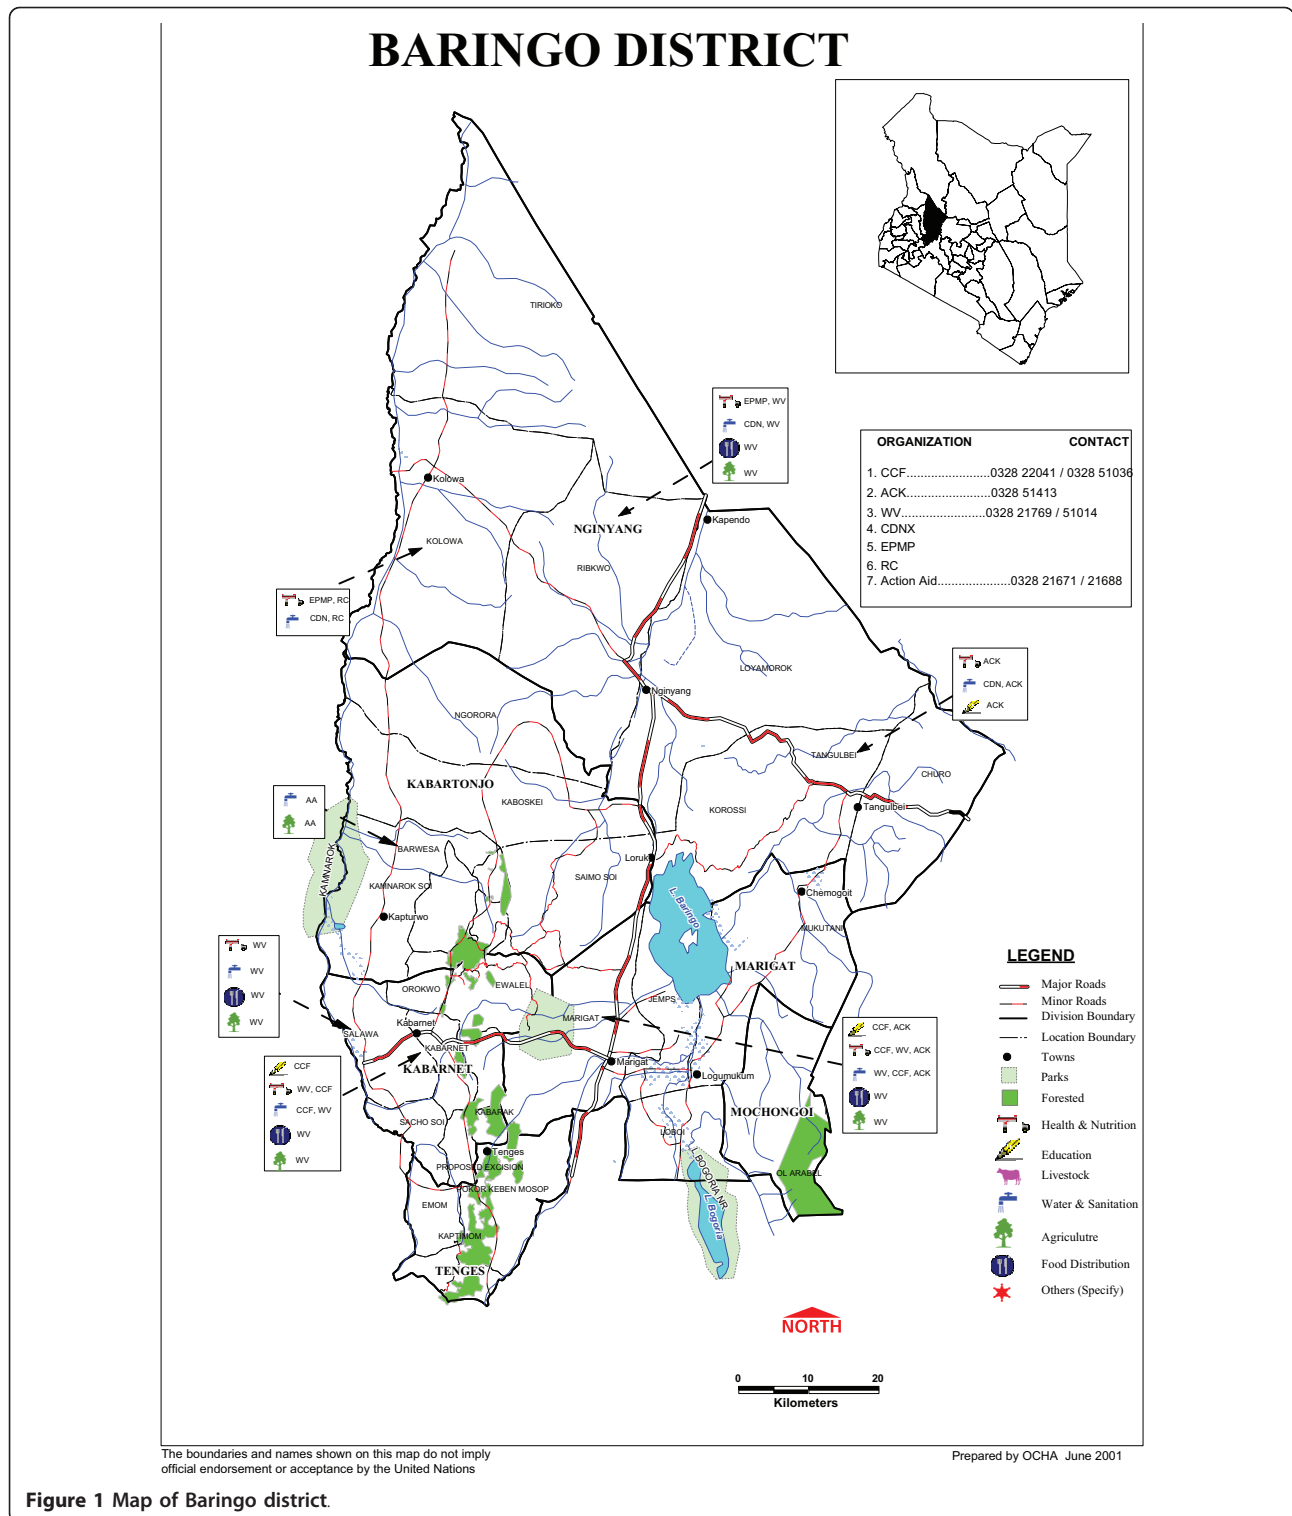 BARINGO DISTRICT
TIRIOKO
EPMP, WV
CDN, WV
WV
WV
ORGANIZATION CONTACT
1. CCF........................0328 22041 / 0328 51036
2. ACK........................0328 51413
3. WV........................0328 21769 / 51014
4. CDNX
5. EPMP
6. RC
7. Action Aid.....................0328 21671 / 21688
Kolowa
Kapendo
NGINYANG
KOLOWA
RIBKWO
EPMP, RC
CDN, RC
LOYAMOROK
ACK
CDN, ACK
ACK
Nginyang
NGORORA
TANGULBEI
CHURO
KABARTONJO
KABOSKEI
KOROSSI
Tangulbei
AA
AA
BARWESA
Loruk
KAMNAROK
KAMNAROK SOI
SAIMO SOI
L. Baringo
Chemogoit
Kapturwo
MUKUTANI
WV
WV
WV
WV
MARIGAT
OROKWO
EWALEL
JEMPS
SALAWA
Kabarnet
MARIGAT
KABARNET
KABARNET
Marigat
Logumukum
CCF, ACK
CCF, WV, ACK
WV, CCF, ACK
WV
WV
CCF
WV, CCF
CCF, WV
WV
WV
SACHO SOI
KABARAK
MOCHONGOI
LOBOI
Tenges
PROPOSED EXCISION
POKOR KEBEN MOSOP
L. BOGORIA NR
L. Bogoria
OL ARABEL
EMOM
KAPTIMOM
TENGES
LEGEND
Major Roads
Minor Roads
Division Boundary
Location Boundary
Towns
Parks
Forested
Health & Nutrition
Education
Livestock
Water & Sanitation
Agriculutre
Food Distribution
Others (Specify)
NORTH
0 10 20
Kilometers
The boundaries and names shown on this map do not imply
official endorsement or acceptance by the United Nations
Prepared by OCHA June 2001
Figure 1 Map of Baringo district.